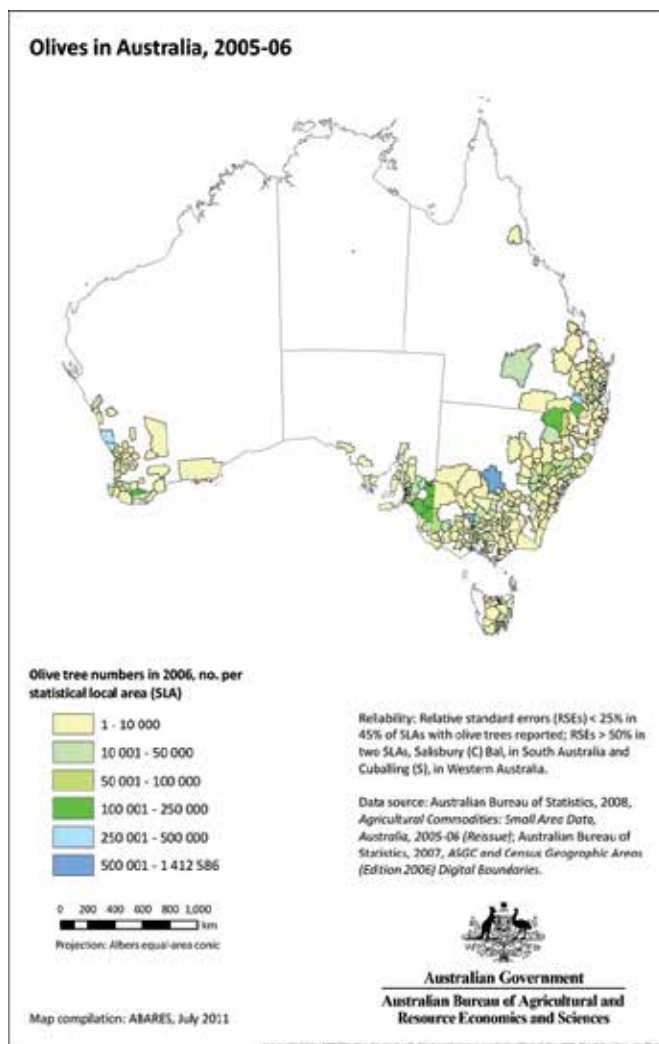 Olives in Australia, 2005-06
Olive tree numbers in 2006, no. per
statistical local area (SLA)
1 - 10 000
10 001 - 50 000
50 001 - 100 000
100 001 - 250 000
250 001 - 500 000
500 001 - 1 412 586
0 200 400 600 800 1,000
km
Projection: Albers equal-area conic
Map compilation: ABARES, July 2011
Reliability: Relative standard errors (RSEs) < 25% in
45% of SLAs with olive trees reported; RSEs > 50% in
two SLAs, Salisbury (C) Bal, in South Australia and
Cuballing (S), in Western Australia.
Data source: Australian Bureau of Statistics, 2008,
Agricultural Commodities: Small Area Data,
Australia, 2005-06 (Reissue); Australian Bureau of
Statistics, 2007, ASGC and Census Geographic Areas
(Edition 2006) Digital Boundaries.
Australian Government
Australian Bureau of Agricultural and
Resource Economics and Sciences